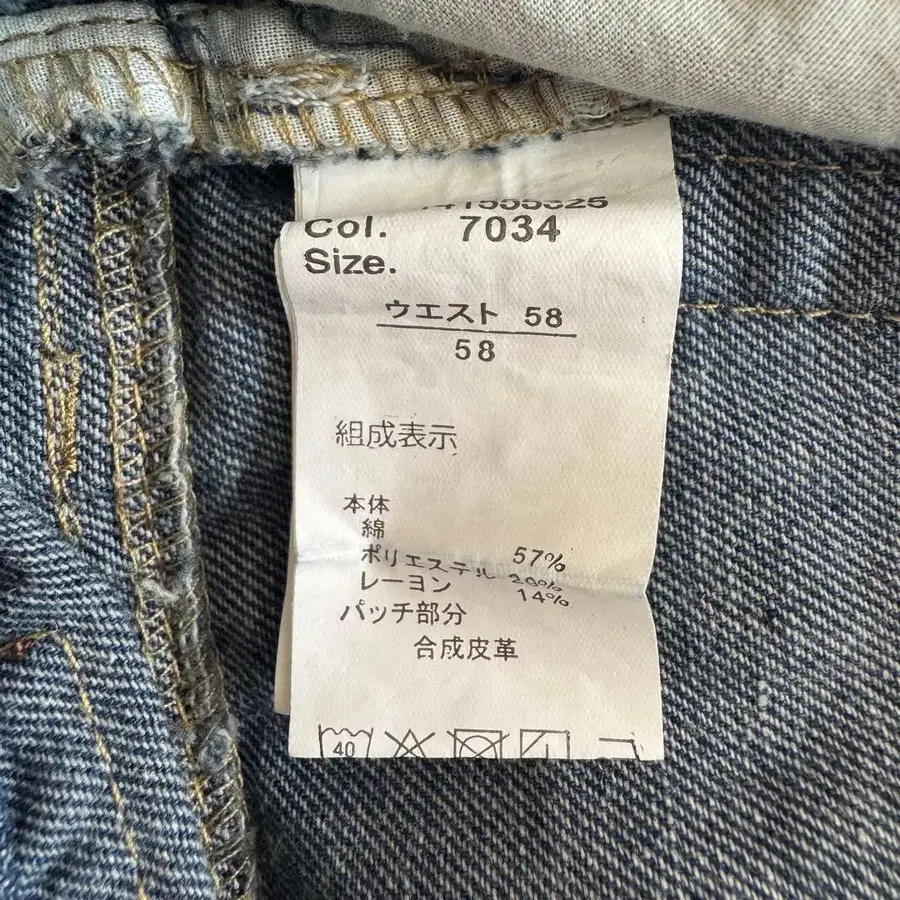 Col. 7034
Size.
ウエスト 58
58
組成表示
本体
綿 57%
ポリエステル
レーヨン 14%
パッチ部分
合成皮革
40